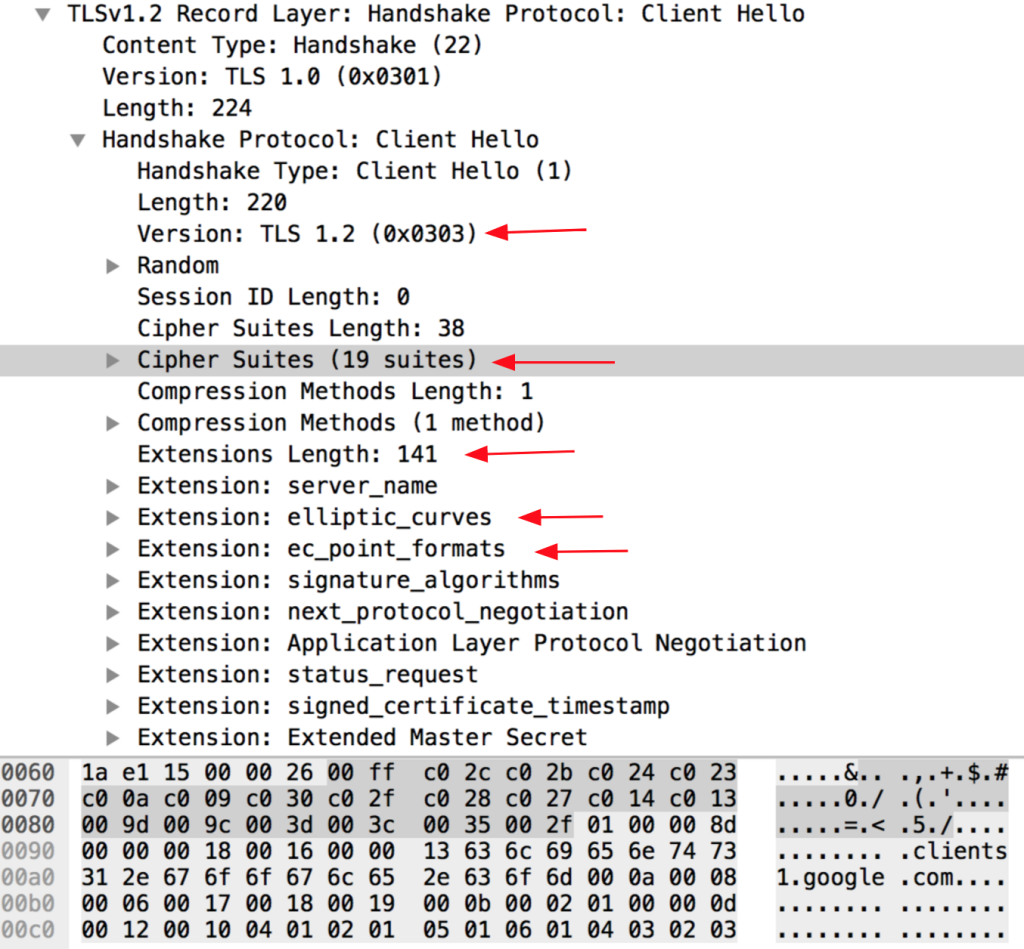 TLSv1.2 Record Layer: Handshake Protocol: Client Hello
Content Type: Handshake (22)
Version: TLS 1.0 (0x0301)
Length: 224
Handshake Protocol: Client Hello
Handshake Type: Client Hello (1)
Length: 220
Version: TLS 1.2 (0x0303)
Random
Session ID Length: 0
Cipher Suites Length: 38
Cipher Suites (19 suites)
Compression Methods Length: 1
Compression Methods (1 method)
Extensions Length: 141
Extension: server_name
Extension: elliptic_curves
Extension: ec_point_formats
Extension: signature_algorithms
Extension: next_protocol_negotiation
Extension: Application Layer Protocol Negotiation
Extension: status_request
Extension: signed_certificate_timestamp
Extension: Extended Master Secret
0060 1a e1 15 00 00 26 00 ff c0 2c c0 2b c0 24 c0 23 .....&.. .,.+.$.#
0070 c0 0a c0 09 c0 30 c0 2f c0 28 c0 27 c0 14 c0 13 .....0./ .(.'....
0080 00 9d 00 9c 00 3d 00 3c 00 35 00 2f 01 00 00 8d .....=.< .5./....
0090 00 00 00 18 00 16 00 00 13 63 6c 69 65 6e 74 73 ........ .clients
00a0 31 2e 67 6f 6f 67 6c 65 2e 63 6f 6d 00 0a 00 08 1.google .com....
00b0 00 06 00 17 00 18 00 19 00 0b 00 02 01 00 00 0d ........ ........
00c0 00 12 00 10 04 01 02 01 05 01 06 01 04 03 02 03 ........ ........